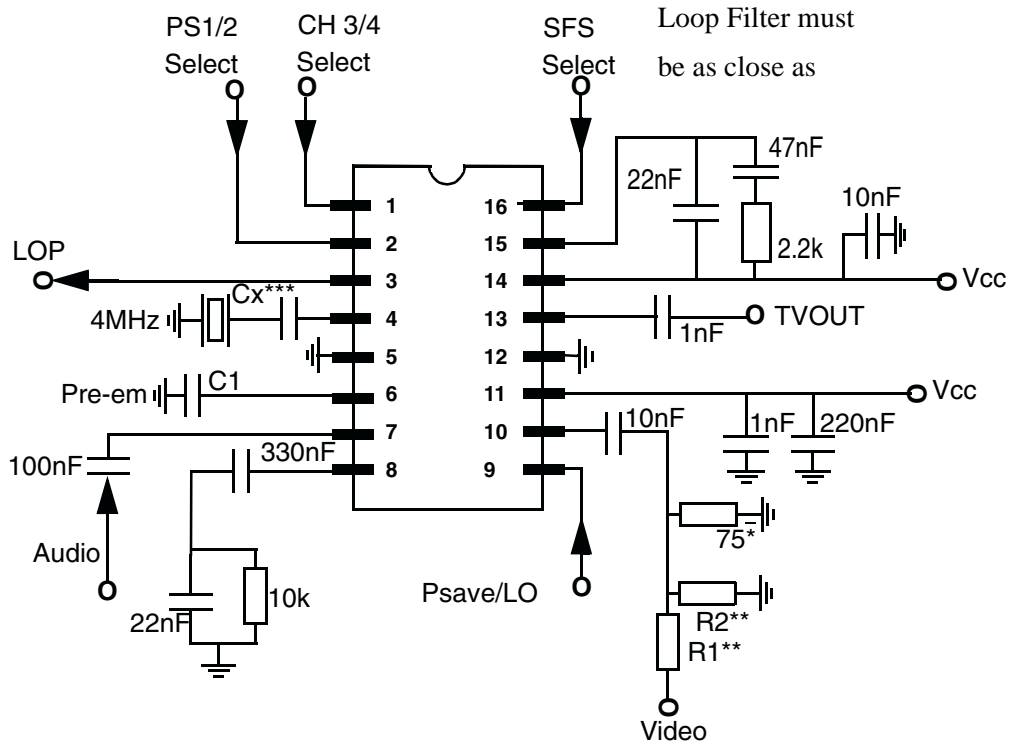 PS1/2
Select
CH 3/4
Select
SFS
Select
Loop Filter must
be as close as
47nF
22nF
10nF
2.2k
1
16
2
15
LOP
3
14
Vcc
Cx***
4MHz
4
13
1nF
TVOUT
5
12
Pre-em
C1
6
11
Vcc
10nF
1nF
220nF
7
10
100nF
330nF
8
9
75*
Audio
Psave/LO
22nF
10k
R2**
R1**
Video